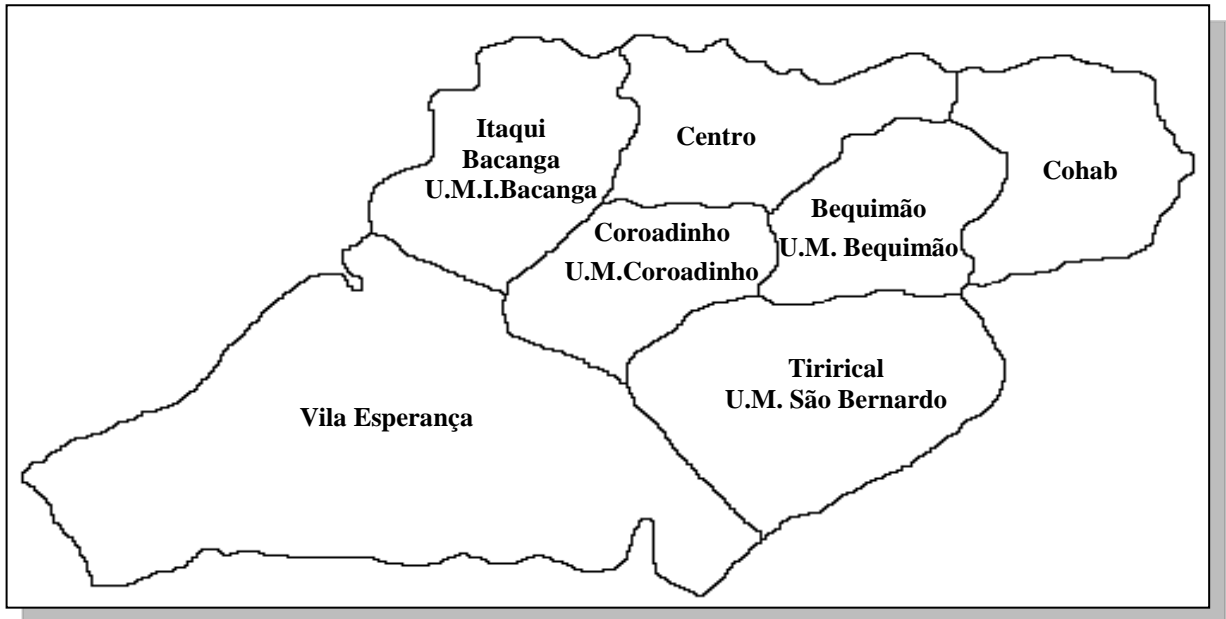 Itaqui
Bacanga
U.M.I.Bacanga
Centro
Cohab
Bequimão
U.M. Bequimão
Coroadinho
U.M.Coroadinho
Tirirical
U.M. São Bernardo
Vila Esperança